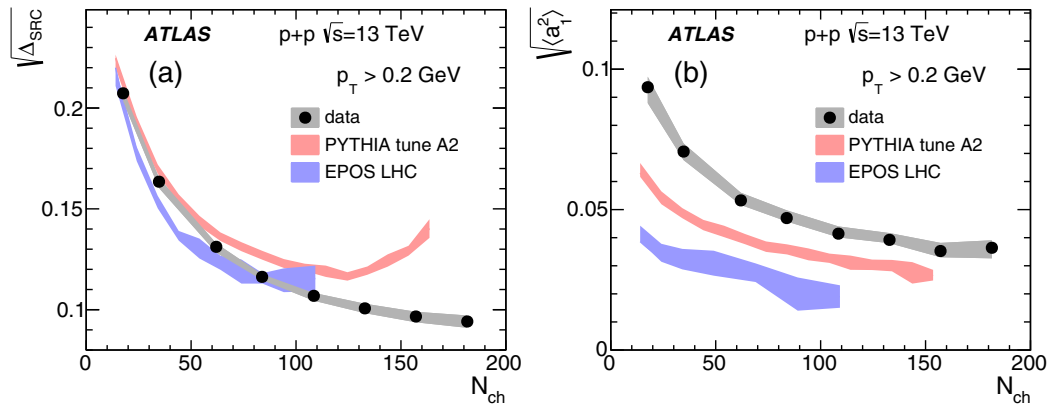 √Δ_SRC
ATLAS p+p √s=13 TeV
(a) p_T > 0.2 GeV
data
PYTHIA tune A2
EPOS LHC
0.2
0.15
0.1
0 50 100 150 200
N_ch
√⟨a_1^2⟩
ATLAS p+p √s=13 TeV
(b) p_T > 0.2 GeV
data
PYTHIA tune A2
EPOS LHC
0.1
0.05
0
0 50 100 150 200
N_ch